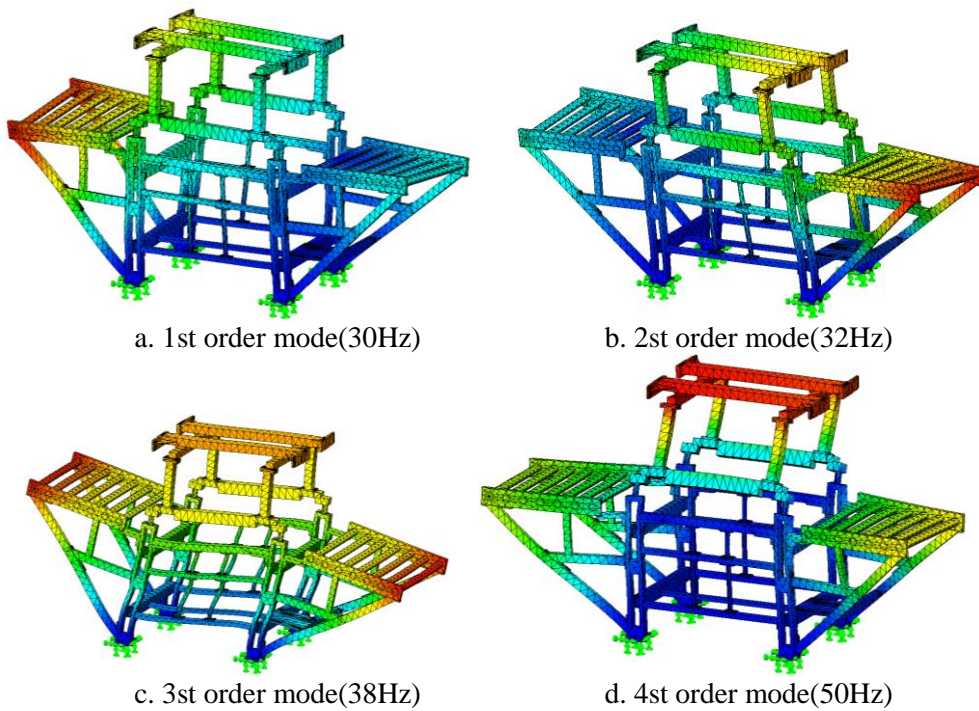 a. 1st order mode(30Hz)
b. 2st order mode(32Hz)
c. 3st order mode(38Hz)
d. 4st order mode(50Hz)